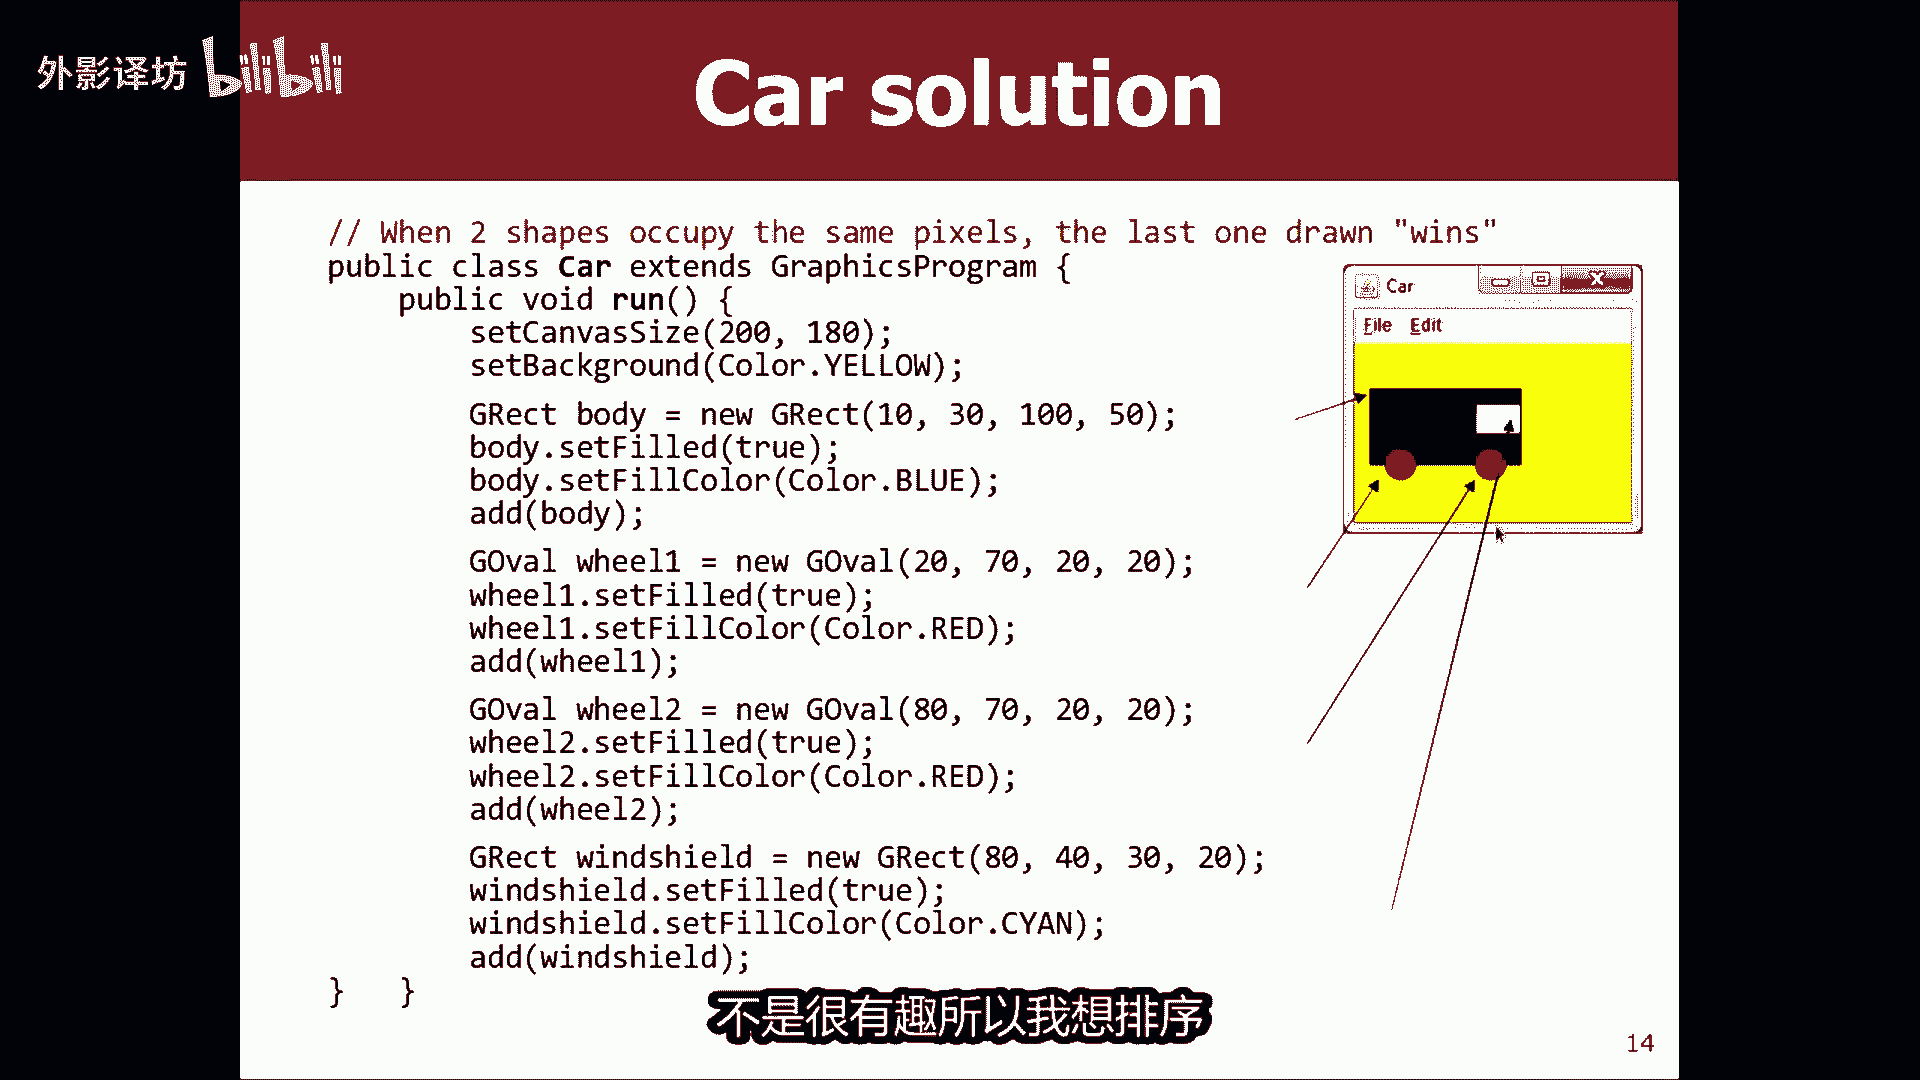 外影译坊 bilibili
Car solution
// When 2 shapes occupy the same pixels, the last one drawn "wins"
public class Car extends GraphicsProgram {
public void run() {
setCanvasSize(200, 180);
setBackground(Color.YELLOW);
GRect body = new GRect(10, 30, 100, 50);
body.setFilled(true);
body.setFillColor(Color.BLUE);
add(body);
GOval wheel1 = new GOval(20, 70, 20, 20);
wheel1.setFilled(true);
wheel1.setFillColor(Color.RED);
add(wheel1);
GOval wheel2 = new GOval(80, 70, 20, 20);
wheel2.setFilled(true);
wheel2.setFillColor(Color.RED);
add(wheel2);
GRect windshield = new GRect(80, 40, 30, 20);
windshield.setFilled(true);
windshield.setFillColor(Color.CYAN);
add(windshield);
} }
Car
File Edit
不是很有趣所以我想排序
14